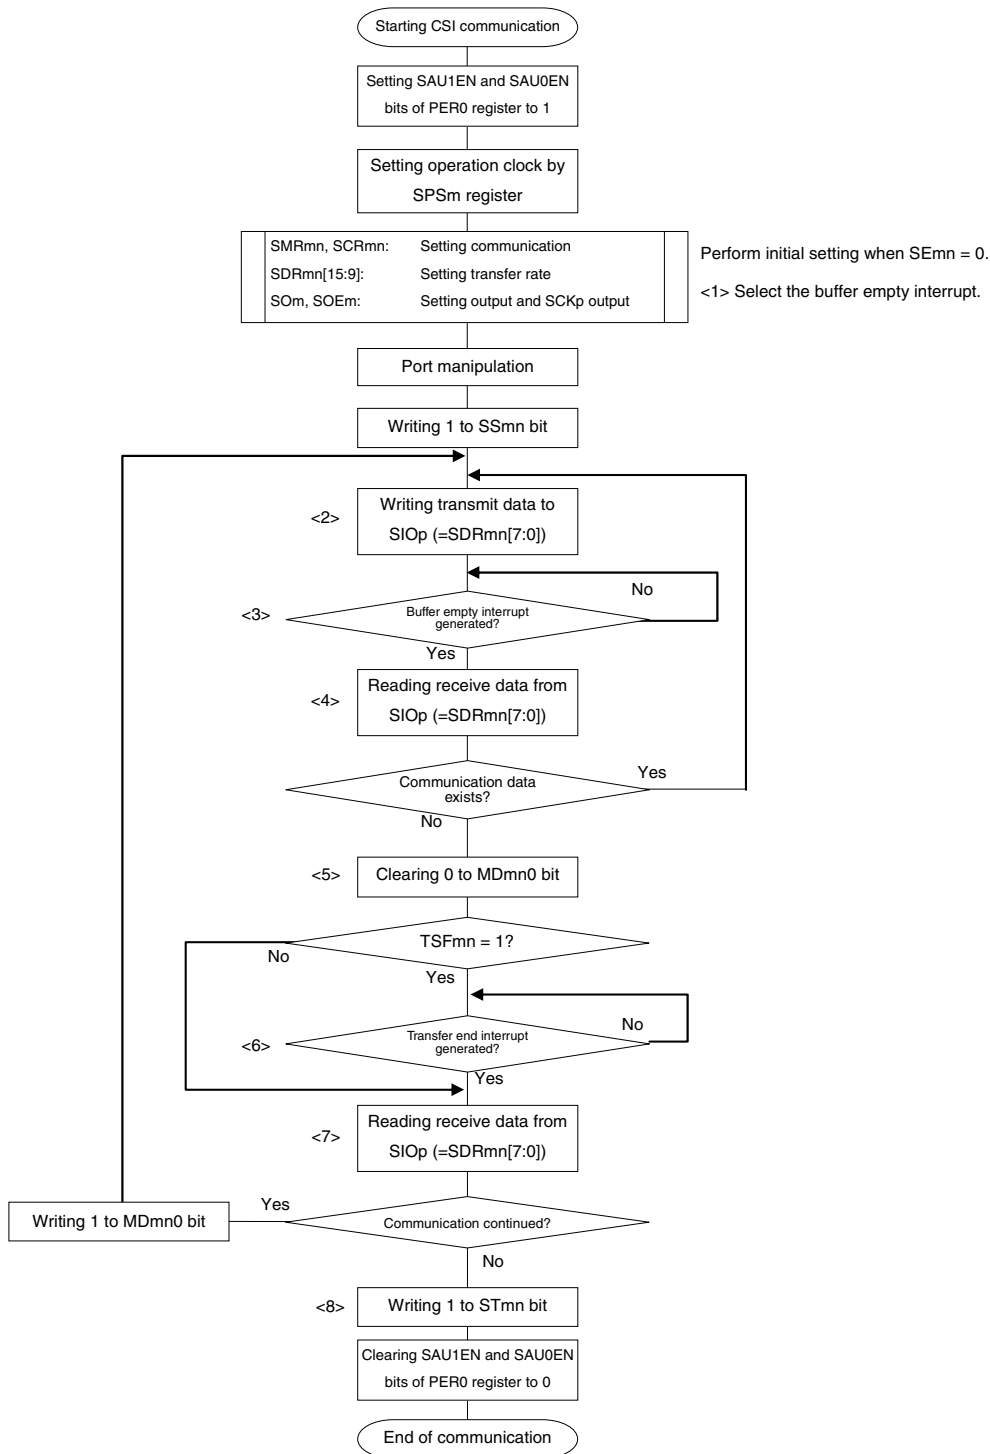 Starting CSI communication
Setting SAU1EN and SAU0EN
bits of PER0 register to 1
Setting operation clock by
SPSm register
SMRmn, SCRmn: Setting communication
SDRmn[15:9]: Setting transfer rate
SOm, SOEm: Setting output and SCKp output
Perform initial setting when SEmn = 0.
<1> Select the buffer empty interrupt.
Port manipulation
Writing 1 to SSmn bit
<2>
Writing transmit data to
SIOp (=SDRmn[7:0])
No
<3>
Buffer empty interrupt
generated?
Yes
<4>
Reading receive data from
SIOp (=SDRmn[7:0])
Yes
Communication data
exists?
No
<5>
Clearing 0 to MDmn0 bit
TSFmn = 1?
No
Yes
No
<6>
Transfer end interrupt
generated?
Yes
<7>
Reading receive data from
SIOp (=SDRmn[7:0])
Yes
Writing 1 to MDmn0 bit
Communication continued?
No
<8>
Writing 1 to STmn bit
Clearing SAU1EN and SAU0EN
bits of PER0 register to 0
End of communication